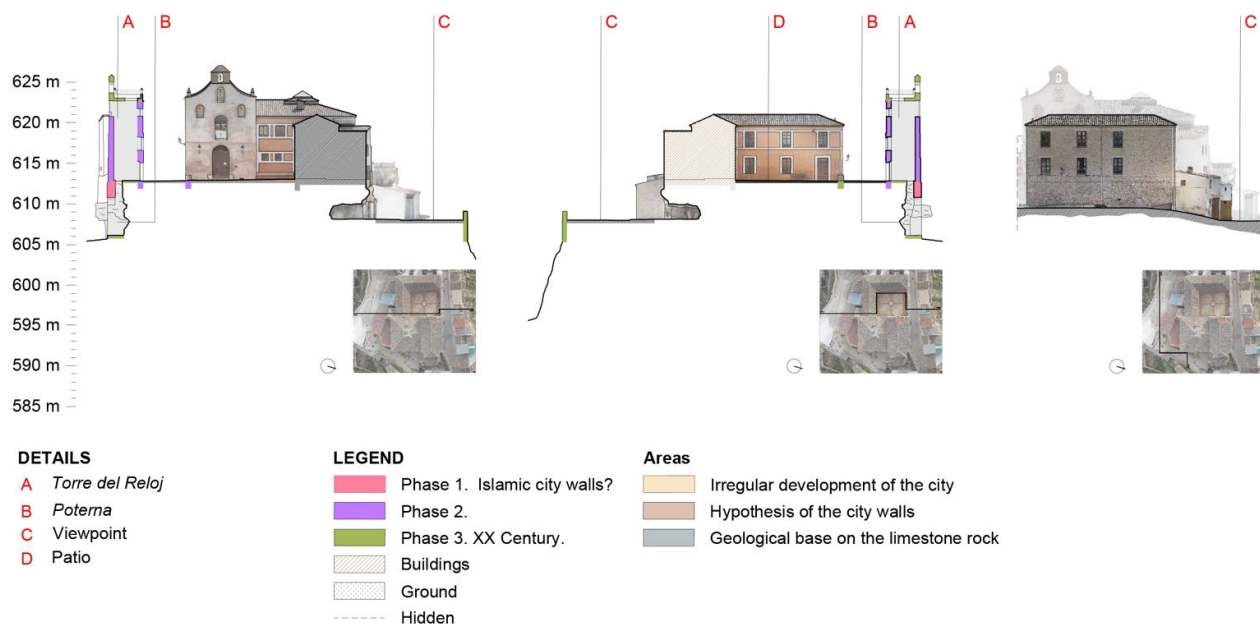 A B C C D B A C
625 m
620 m
615 m
610 m
605 m
600 m
595 m
590 m
585 m
DETAILS
A Torre del Reloj
B Poterna
C Viewpoint
D Patio
LEGEND
Phase 1. Islamic city walls?
Phase 2.
Phase 3. XX Century.
Buildings
Ground
Hidden
Areas
Irregular development of the city
Hypothesis of the city walls
Geological base on the limestone rock